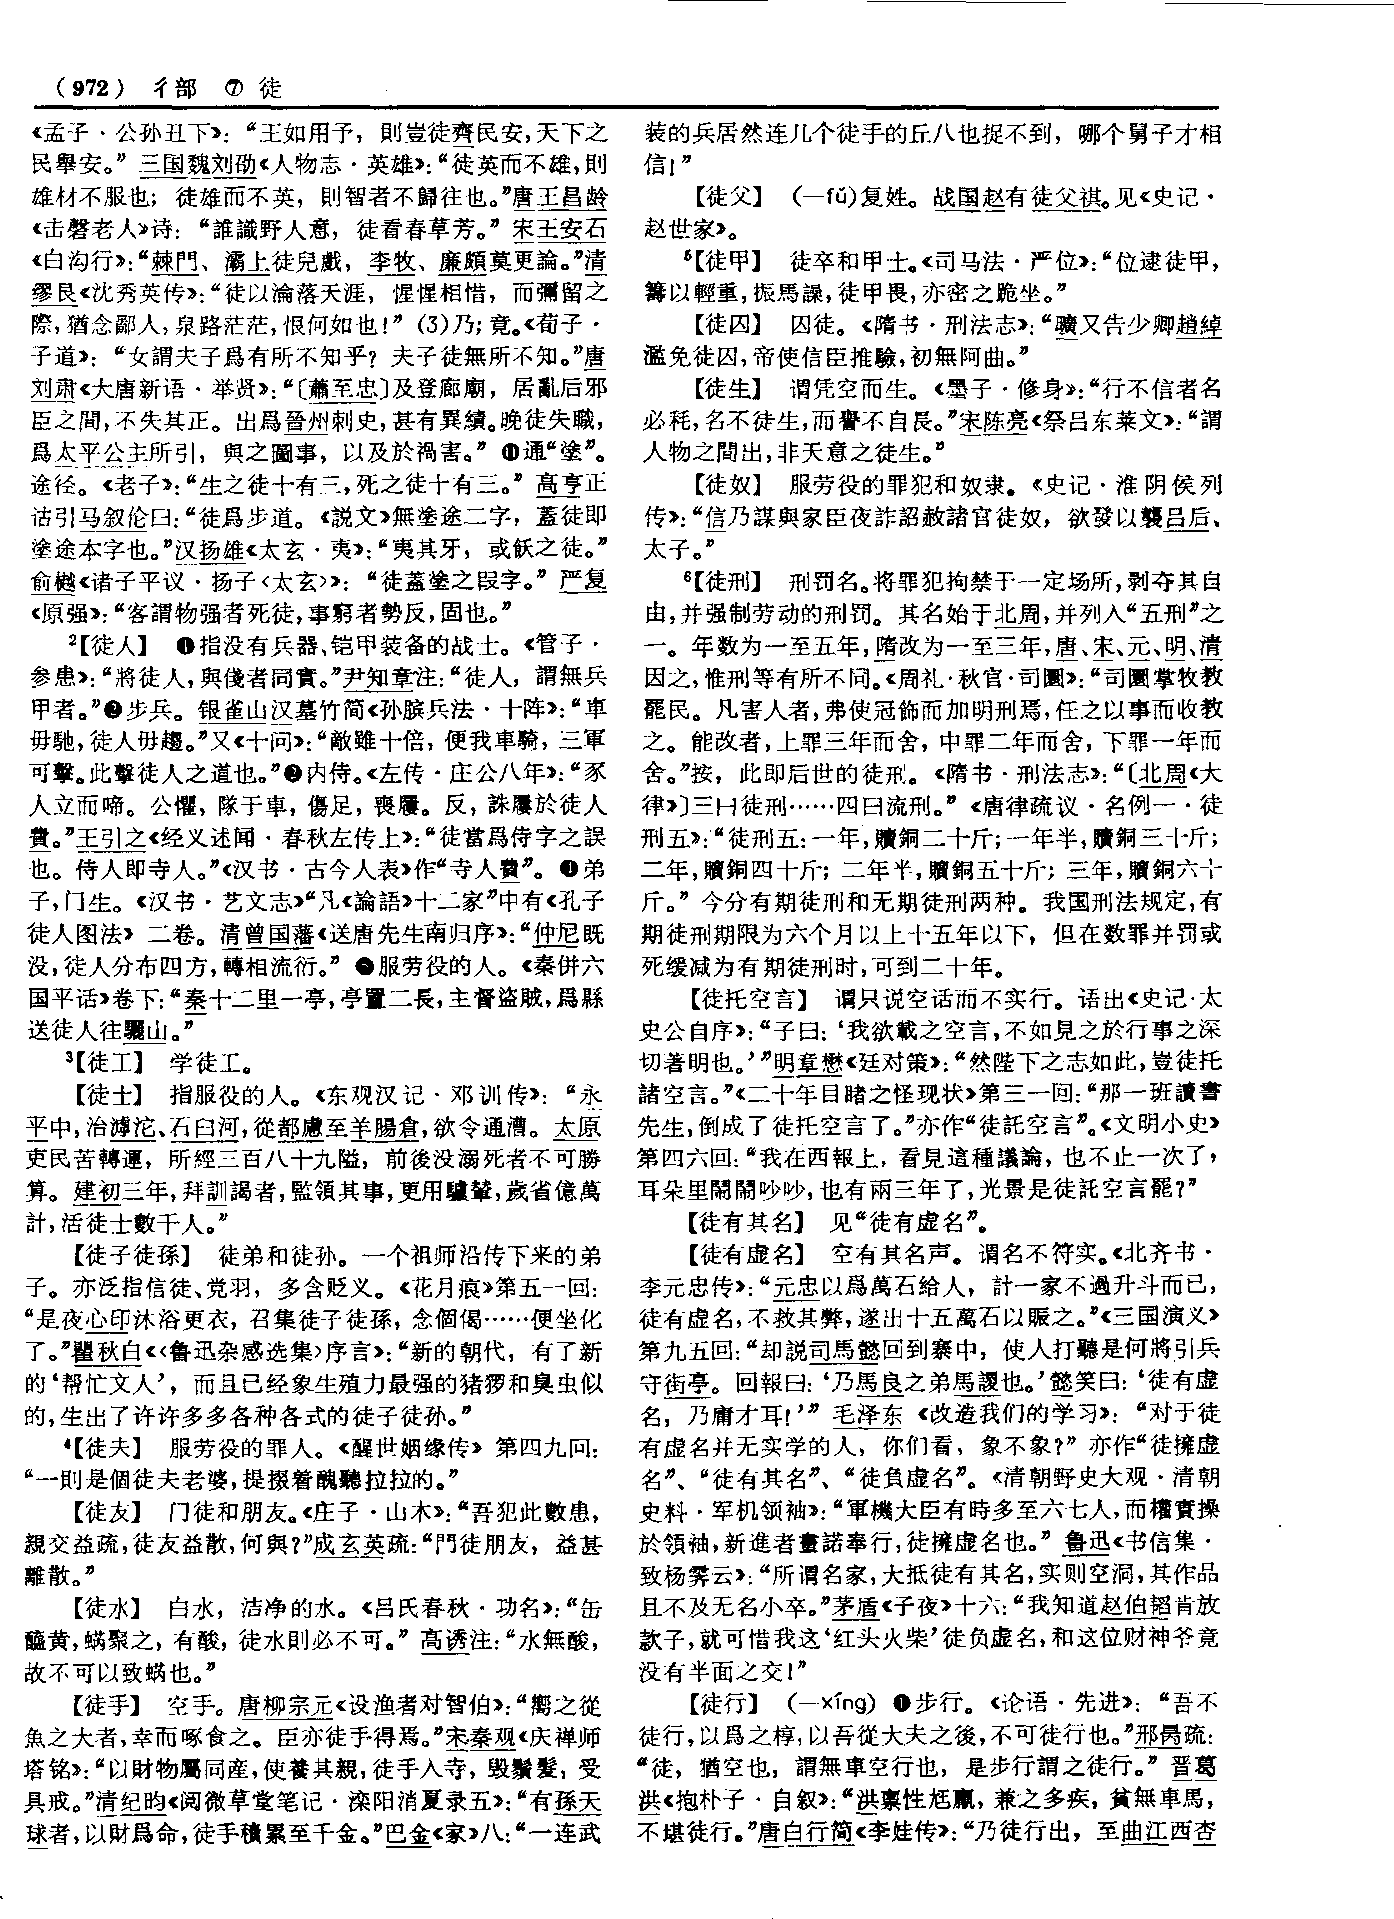 （972） 彳部 ⑦ 徒
《孟子·公孙丑下》：“王如用予，則豈徒齊民安，天下之
民舉安。”三国魏刘劭《人物志·英雄》：“徒英而不雄，則
雄材不服也；徒雄而不英，則智者不歸往也。”唐王昌龄
《击磬老人》诗：“誰識野人意，徒看春草芳。”宋王安石
《白沟行》：“棘門、灞上徒兒戲，李牧、廉頗莫更論。”清
缪艮《沈秀英传》：“徒以淪落天涯，惺惺相惜，而彌留之
際，猶念鄙人，泉路茫茫，恨何如也！”(3)乃；竟。《荀子·
子道》：“女謂夫子爲有所不知乎？夫子徒無所不知。”唐
刘肃《大唐新语·举贤》：“〔蕭至忠〕及登廊廟，居亂后邪
臣之間，不失其正。出爲晉州刺史，甚有異績。晚徒失職，
爲太平公主所引，與之圖事，以及於禍害。”⓫通“塗”。
途径。《老子》：“生之徒十有三，死之徒十有三。”高亨正
诂引马叙伦曰：“徒爲步道。《説文》無塗途二字，蓋徒即
塗途本字也。”汉扬雄《太玄·夷》：“夷其牙，或飫之徒。”
俞樾《诸子平议·扬子〈太玄〉》：“徒蓋塗之叚字。”严复
《原强》：“客謂物强者死徒，事窮者勢反，固也。”
2【徒人】 ❶指没有兵器、铠甲装备的战士。《管子·
参患》：“將徒人，與俴者同實。”尹知章注：“徒人，謂無兵
甲者。”❷步兵。银雀山汉墓竹简《孙膑兵法·十阵》：“車
毋馳，徒人毋趨。”又《十问》：“敵雖十倍，便我車騎，三軍
可擊。此擊徒人之道也。”❷内侍。《左传·庄公八年》：“豕
人立而啼。公懼，隊于車，傷足，喪屨。反，誅屨於徒人
費。”王引之《经义述闻·春秋左传上》：“徒當爲侍字之誤
也。侍人即寺人。”《汉书·古今人表》作“寺人費”。❶弟
子，门生。《汉书·艺文志》“凡《論語》十二家”中有《孔子
徒人图法》二卷。清曾国藩《送唐先生南归序》：“仲尼既
没，徒人分布四方，轉相流衍。”服劳役的人。《秦併六
国平话》卷下：“秦十二里一亭，亭置二長，主督盜賊，爲縣
送徒人往驪山。”
3【徒工】 学徒工。
【徒士】 指服役的人。《东观汉记·邓训传》：“永
平中，治滹沱、石臼河，從都慮至羊腸倉，欲令通漕。太原
吏民苦轉運，所經三百八十九隘，前後没溺死者不可勝
算。建初三年，拜訓謁者，監領其事，更用驢輦，歲省億萬
計，活徒士數千人。”
【徒子徒孫】 徒弟和徒孙。一个祖师沿传下来的弟
子。亦泛指信徒、党羽，多含贬义。《花月痕》第五一回：
“是夜心印沐浴更衣，召集徒子徒孫，念個偈……便坐化
了。”瞿秋白《〈鲁迅杂感选集〉序言》：“新的朝代，有了新
的‘帮忙文人’，而且已经象生殖力最强的猪猡和臭虫似
的，生出了许许多多各种各式的徒子徒孙。”
4【徒夫】 服劳役的罪人。《醒世姻缘传》第四九回：
“一則是個徒夫老婆，提掇着醜聽拉拉的。”
【徒友】 门徒和朋友。《庄子·山木》：“吾犯此數患，
親交益疏，徒友益散，何與？”成玄英疏：“門徒朋友，益甚
離散。”
【徒水】 白水，洁净的水。《吕氏春秋·功名》：“缶
醯黄，蜹聚之，有酸，徒水則必不可。”高诱注：“水無酸，
故不可以致蜹也。”
【徒手】 空手。唐柳宗元《设渔者对智伯》：“嚮之從
魚之大者，幸而啄食之。臣亦徒手得焉。”宋秦观《庆禅师
塔铭》：“以財物屬同産，使養其親，徒手入寺，毁鬚髮，受
具戒。”清纪昀《阅微草堂笔记·滦阳消夏录五》：“有孫天
球者，以財爲命，徒手積累至千金。”巴金《家》八：“一连武
装的兵居然连几个徒手的丘八也捉不到，哪个舅子才相
信！”
【徒父】 (—fǔ)复姓。战国赵有徒父祺。见《史记·
赵世家》。
5【徒甲】 徒卒和甲士。《司马法·严位》：“位逮徒甲，
籌以輕重，振馬譟，徒甲畏，亦密之跪坐。”
【徒囚】 囚徒。《隋书·刑法志》：“曠又告少卿趙綽
濫免徒囚，帝使信臣推驗，初無阿曲。”
【徒生】 谓凭空而生。《墨子·修身》：“行不信者名
必秏，名不徒生，而譽不自長。”宋陈亮《祭吕东莱文》：“謂
人物之間出，非天意之徒生。”
【徒奴】 服劳役的罪犯和奴隶。《史记·淮阴侯列
传》：“信乃謀與家臣夜詐詔赦諸官徒奴，欲發以襲吕后、
太子。”
6【徒刑】 刑罚名。将罪犯拘禁于一定场所，剥夺其自
由，并强制劳动的刑罚。其名始于北周，并列入“五刑”之
一。年数为一至五年，隋改为一至三年，唐、宋、元、明、清
因之，惟刑等有所不同。《周礼·秋官·司圜》：“司圜掌收教
罷民。凡害人者，弗使冠飾而加明刑焉，任之以事而收教
之。能改者，上罪三年而舍，中罪二年而舍，下罪一年而
舍。”按，此即后世的徒刑。《隋书·刑法志》：“〔北周《大
律》〕三曰徒刑……四曰流刑。”《唐律疏议·名例一·徒
刑五》：“徒刑五：一年，贖銅二十斤；一年半，贖銅三十斤；
二年，贖銅四十斤；二年半，贖銅五十斤；三年，贖銅六十
斤。”今分有期徒刑和无期徒刑两种。我国刑法规定，有
期徒刑期限为六个月以上十五年以下，但在数罪并罚或
死缓减为有期徒刑时，可到二十年。
【徒托空言】 谓只说空话而不实行。语出《史记·太
史公自序》：“子曰：‘我欲載之空言，不如見之於行事之深
切著明也。’”明章懋《廷对策》：“然陛下之志如此，豈徒托
諸空言。”《二十年目睹之怪现状》第三一回：“那一班讀書
先生，倒成了徒托空言了。”亦作“徒託空言”。《文明小史》
第四六回：“我在西報上，看見這種議論，也不止一次了，
耳朵里鬧鬧吵吵，也有兩三年了，光景是徒託空言罷？”
【徒有其名】 见“徒有虚名”。
【徒有虚名】 空有其名声。谓名不符实。《北齐书·
李元忠传》：“元忠以爲萬石給人，計一家不過升斗而已，
徒有虚名，不救其弊，遂出十五萬石以賑之。”《三国演义》
第九五回：“却説司馬懿回到寨中，使人打聽是何將引兵
守街亭。回報曰：‘乃馬良之弟馬謖也。’懿笑曰：‘徒有虚
名，乃庸才耳！’”毛泽东《改造我们的学习》：“对于徒
有虚名并无实学的人，你们看，象不象？”亦作“徒擁虚
名”、“徒有其名”、“徒負虚名”。《清朝野史大观·清朝
史料·军机领袖》：“軍機大臣有時多至六七人，而權實操
於領袖，新進者畫諾奉行，徒擁虚名也。”鲁迅《书信集·
致杨霁云》：“所谓名家，大抵徒有其名，实则空洞，其作品
且不及无名小卒。”茅盾《子夜》十六：“我知道赵伯韬肯放
款子，就可惜我这‘红头火柴’徒负虚名，和这位财神爷竟
没有半面之交！”
【徒行】 (—xíng) ❶步行。《论语·先进》：“吾不
徒行，以爲之椁，以吾從大夫之後，不可徒行也。”邢昺疏：
“徒，猶空也，謂無車空行也，是步行謂之徒行。”晋葛
洪《抱朴子·自叙》：“洪禀性尪羸，兼之多疾，貧無車馬，
不堪徒行。”唐白行简《李娃传》：“乃徒行出，至曲江西杏